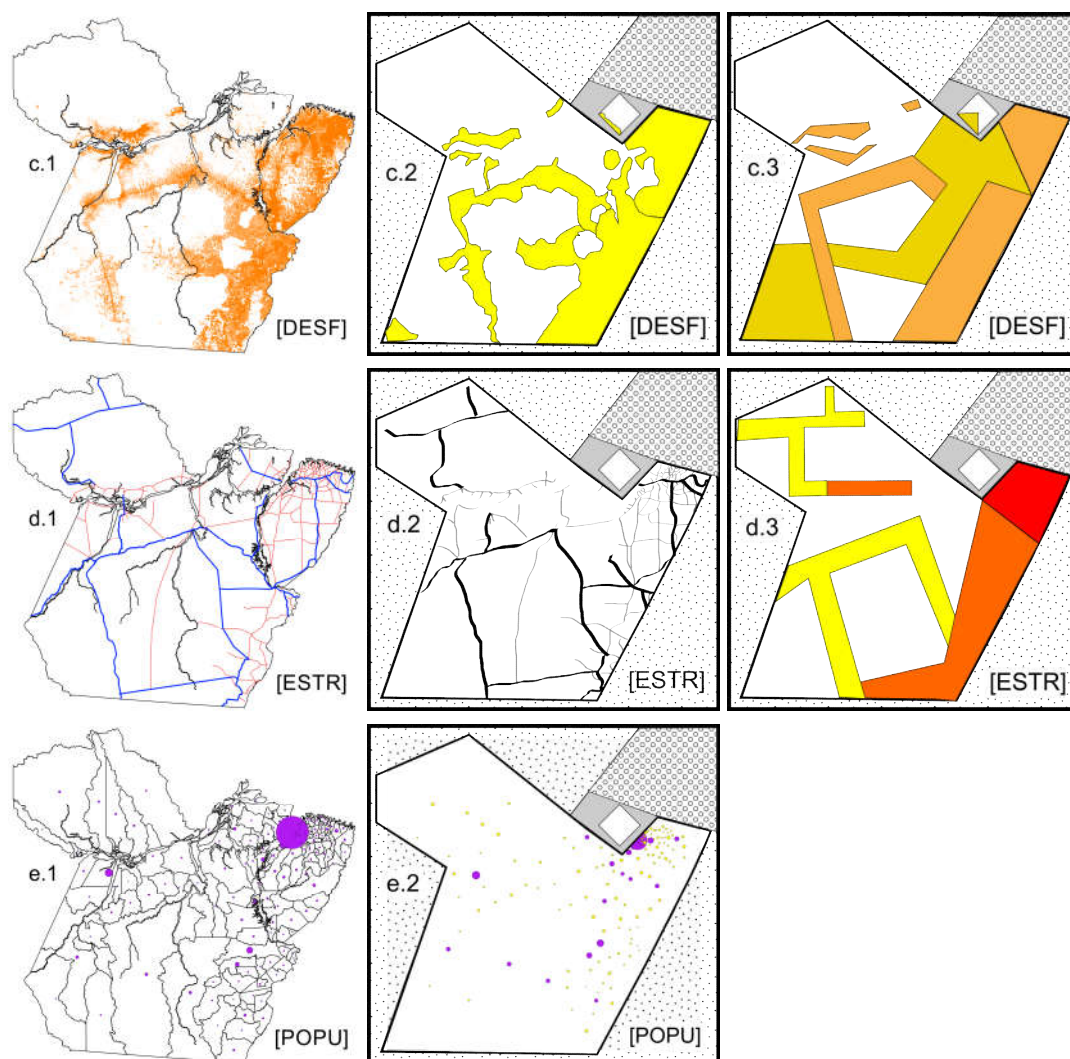 c.1
[DESF]
c.2
[DESF]
c.3
[DESF]
d.1
[ESTR]
d.2
[ESTR]
d.3
[ESTR]
e.1
[POPU]
e.2
[POPU]